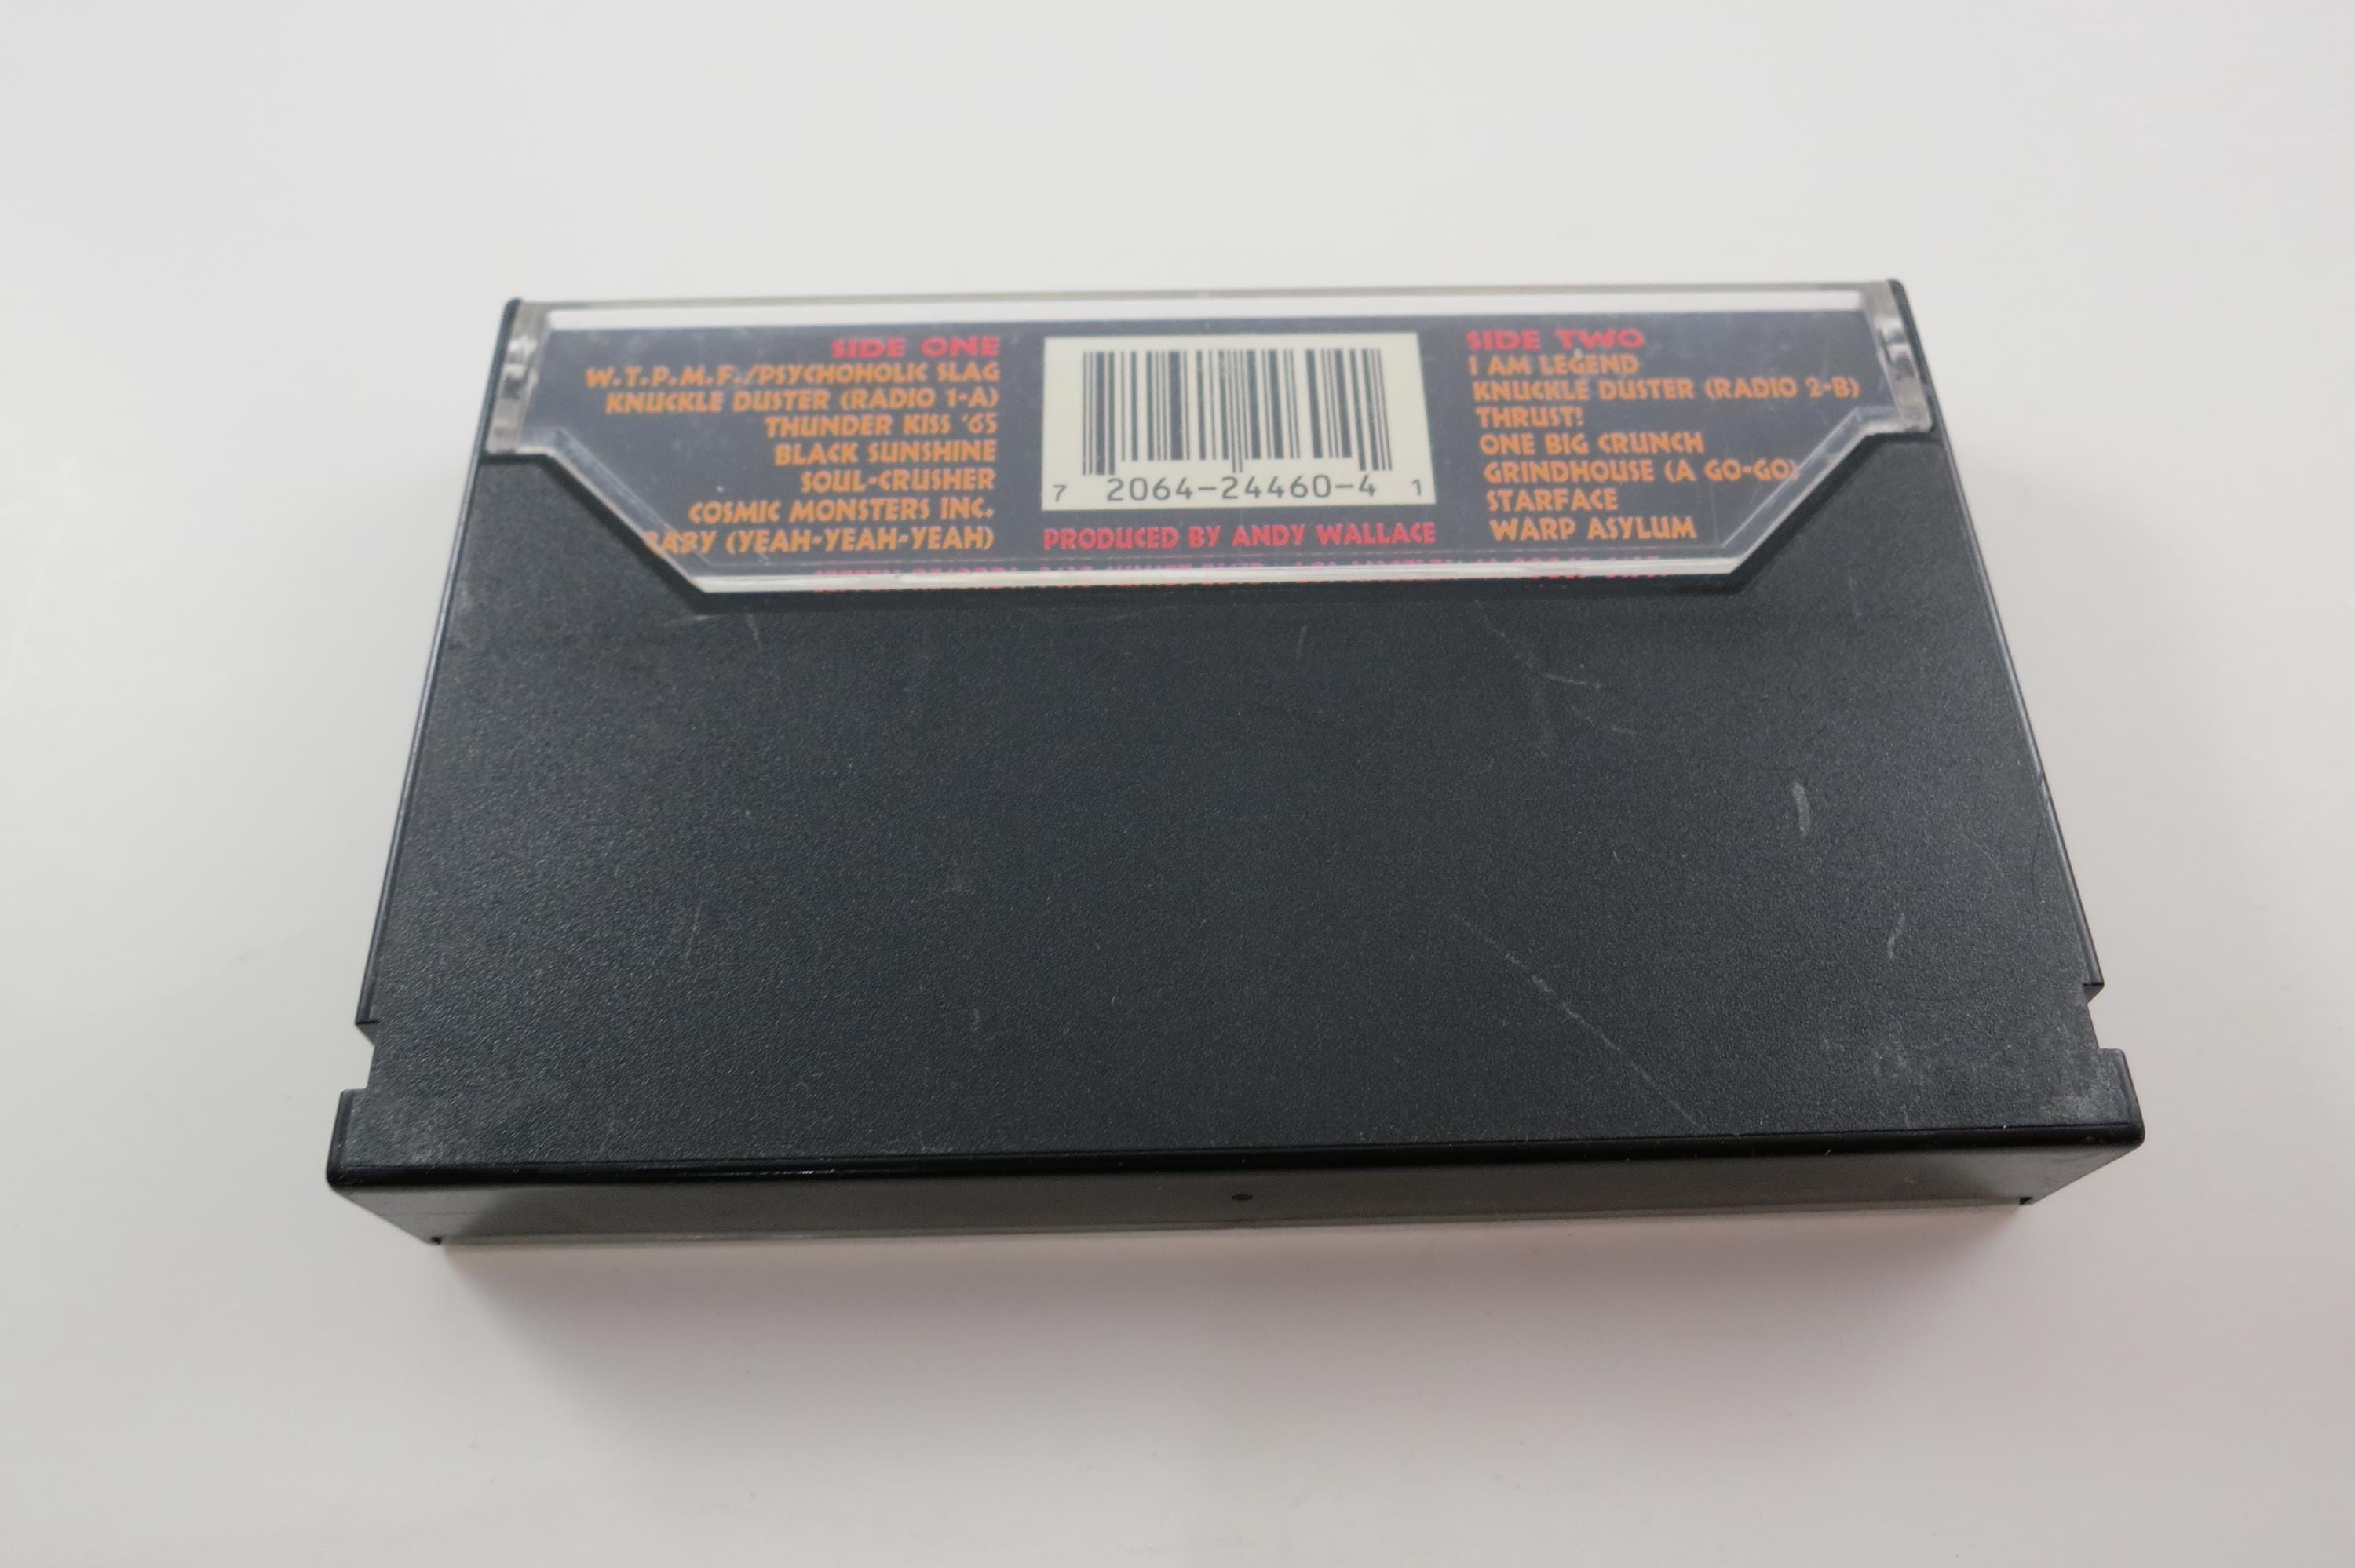 SIDE ONE
W.T.P.M.F./PSYCHOHOLIC SLAG
KNUCKLE DUSTER (RADIO 1-A)
THUNDER KISS '65
BLACK SUNSHINE
SOUL-CRUSHER
COSMIC MONSTERS INC.
BABY (YEAH-YEAH-YEAH)
7 2064-24460-4 1
PRODUCED BY ANDY WALLACE
SIDE TWO
I AM LEGEND
KNUCKLE DUSTER (RADIO 2-B)
THRUST!
ONE BIG CRUNCH
GRINDHOUSE (A GO-GO)
STARFACE
WARP ASYLUM